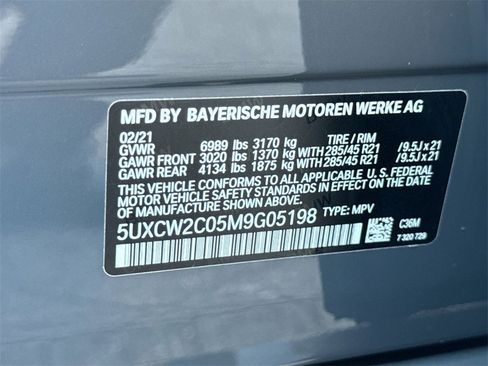 MFD BY BAYERISCHE MOTOREN WERKE AG
02/21
GVWR 6989 lbs 3170 kg TIRE / RIM
GAWR FRONT 3020 lbs 1370 kg WITH 285/45 R21 /9.5J x 21
GAWR REAR 4134 lbs 1875 kg WITH 285/45 R21 /9.5J x 21
THIS VEHICLE CONFORMS TO ALL APPLICABLE U.S. FEDERAL
MOTOR VEHICLE SAFETY STANDARDS IN EFFECT ON THE
DATE OF MANUFACTURE SHOWN ABOVE.
5UXCW2C05M9G05198 TYPE: MPV
C36M
7 320 729